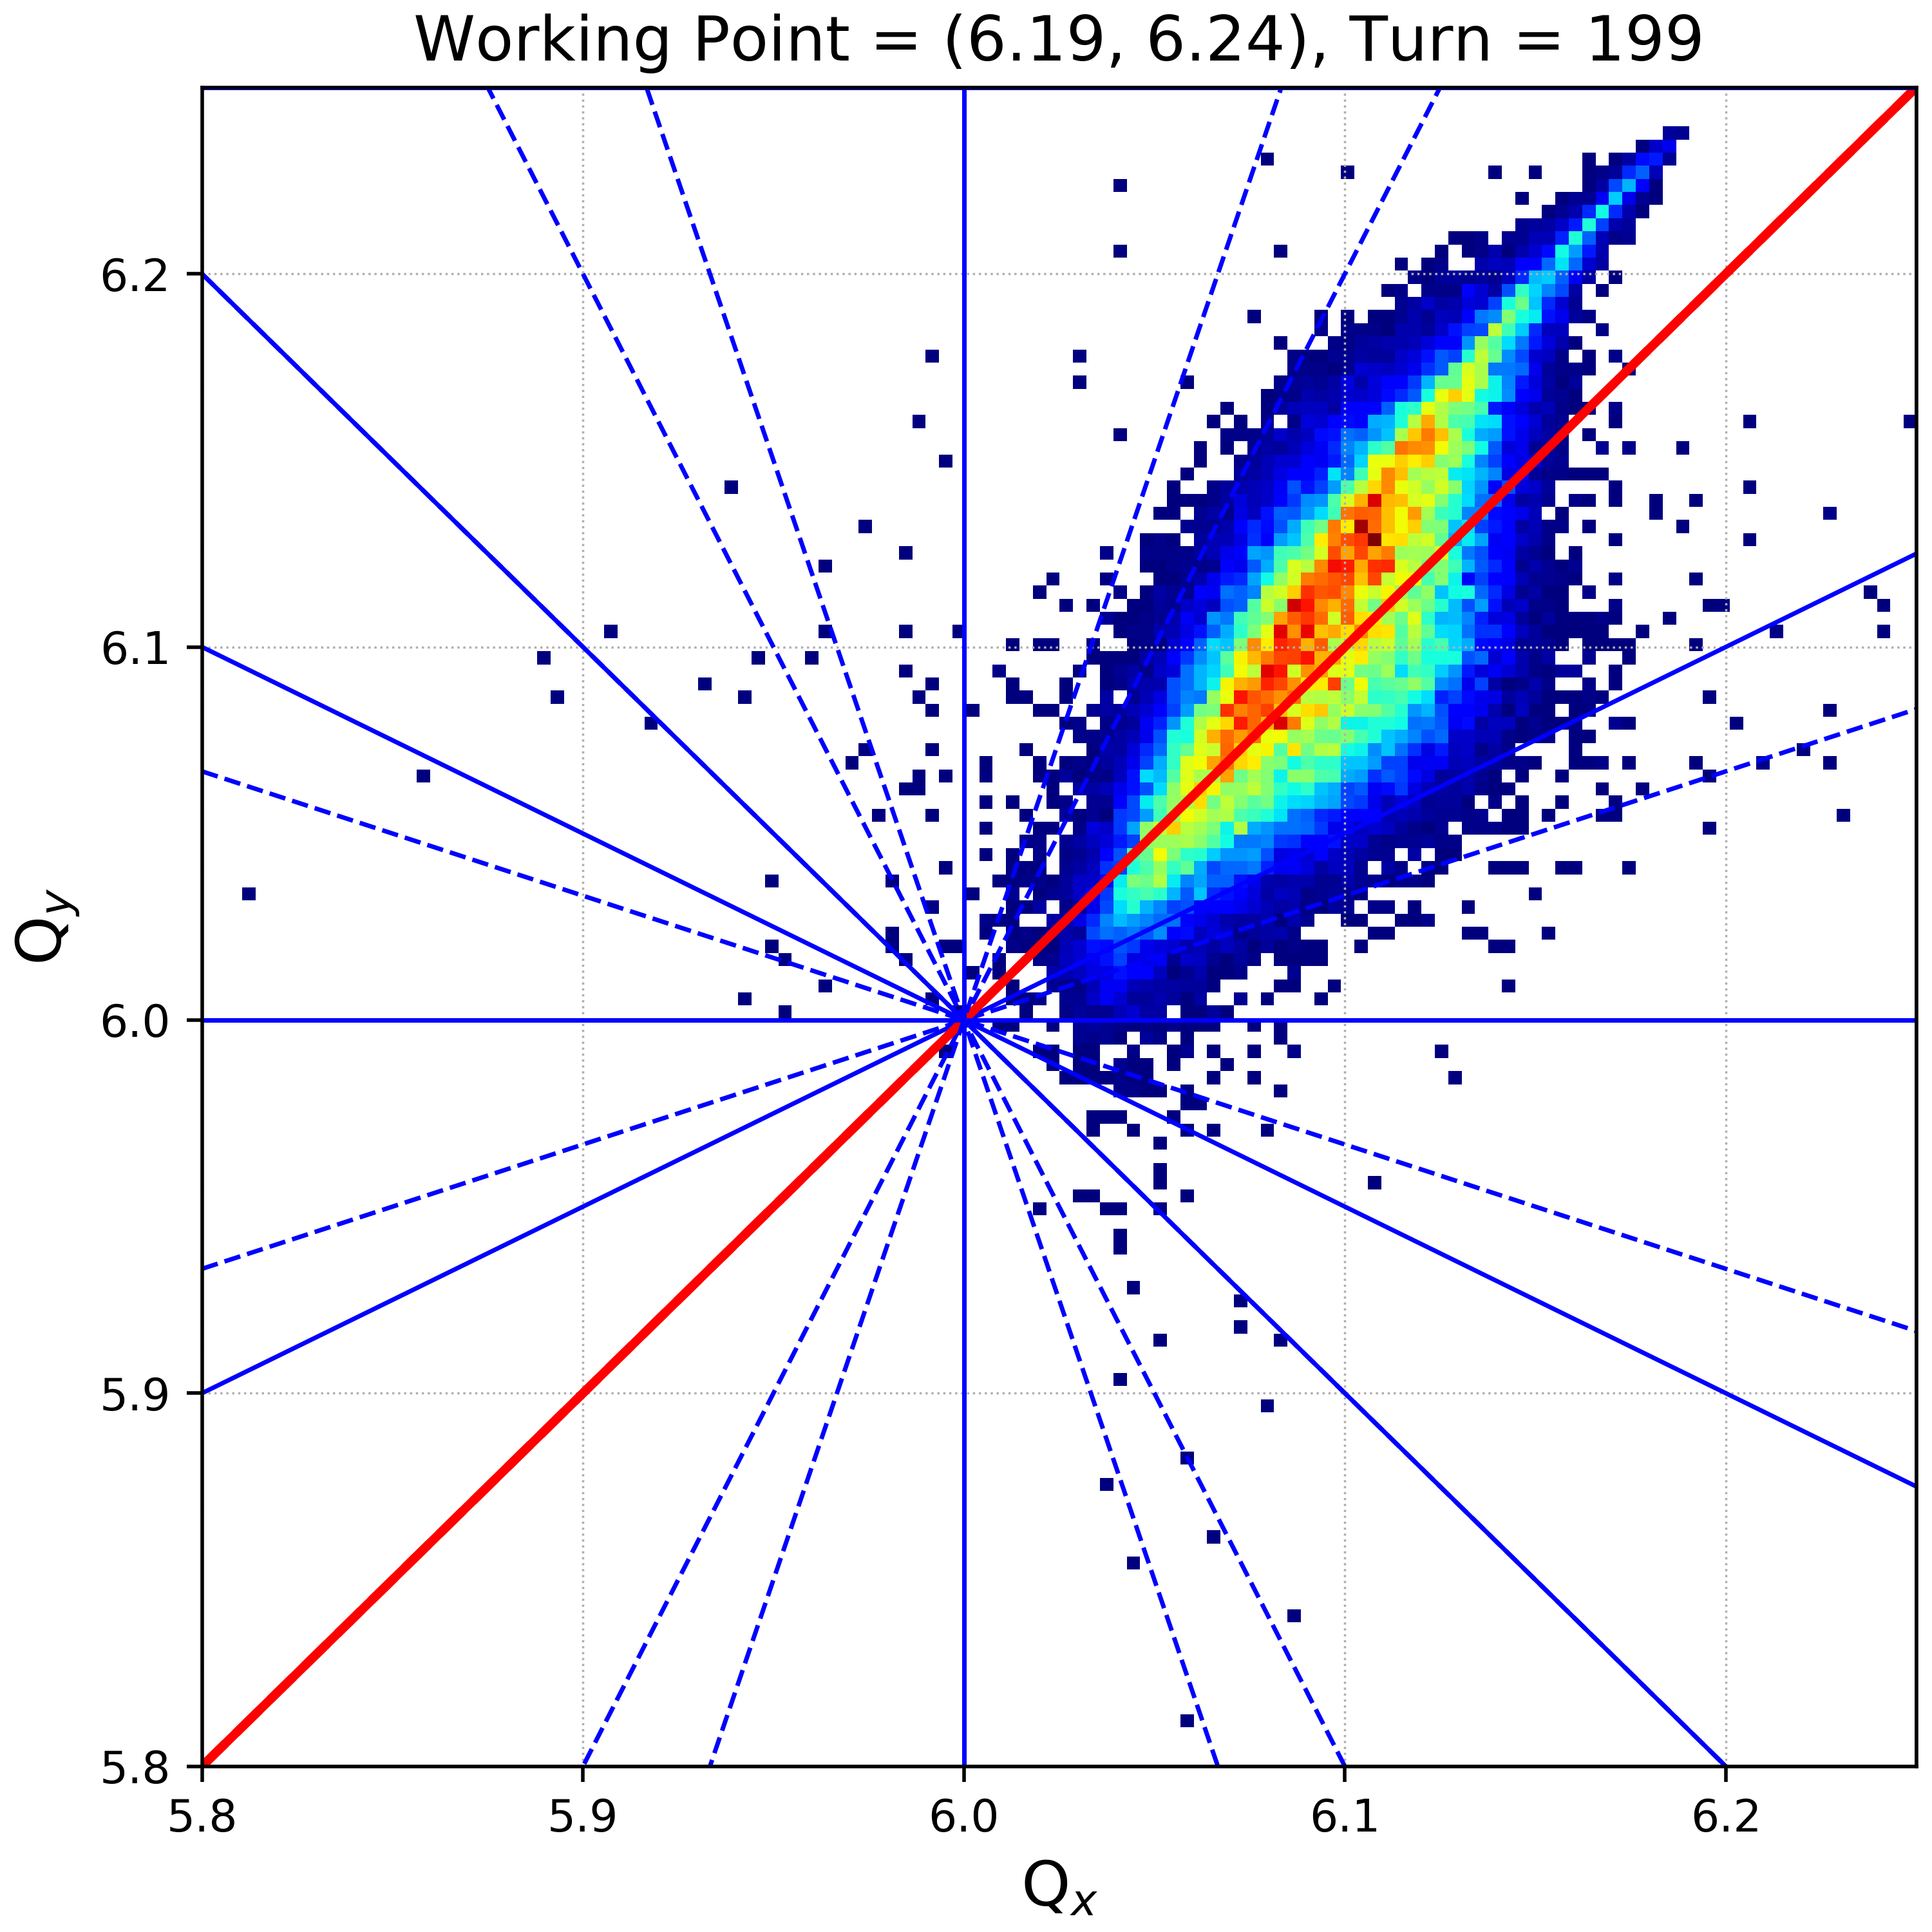 Working Point = (6.19, 6.24), Turn = 199
6.2
6.1
6.0
5.9
5.8
Qy
5.8 5.9 6.0 6.1 6.2
Qx